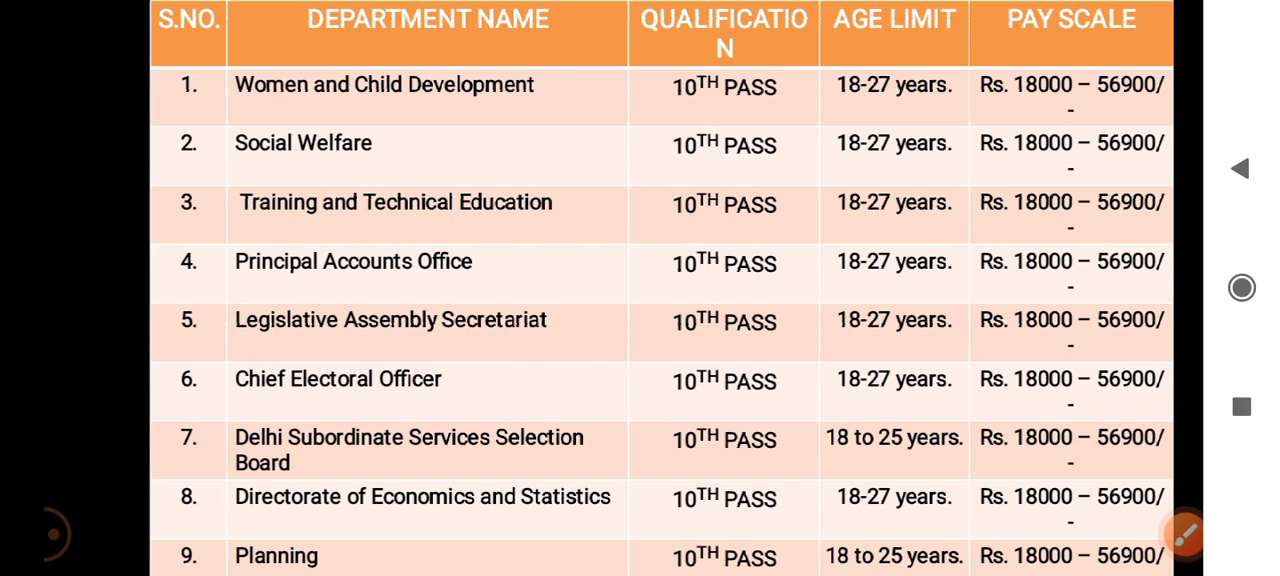 S.NO. DEPARTMENT NAME QUALIFICATIO AGE LIMIT PAY SCALE
N
1. Women and Child Development 10TH PASS 18-27 years. Rs. 18000 – 56900/
-
2. Social Welfare 10TH PASS 18-27 years. Rs. 18000 – 56900/
-
3. Training and Technical Education 10TH PASS 18-27 years. Rs. 18000 – 56900/
-
4. Principal Accounts Office 10TH PASS 18-27 years. Rs. 18000 – 56900/
-
5. Legislative Assembly Secretariat 10TH PASS 18-27 years. Rs. 18000 – 56900/
-
6. Chief Electoral Officer 10TH PASS 18-27 years. Rs. 18000 – 56900/
-
7. Delhi Subordinate Services Selection 10TH PASS 18 to 25 years. Rs. 18000 – 56900/
Board -
8. Directorate of Economics and Statistics 10TH PASS 18-27 years. Rs. 18000 – 56900/
-
9. Planning 10TH PASS 18 to 25 years. Rs. 18000 – 56900/